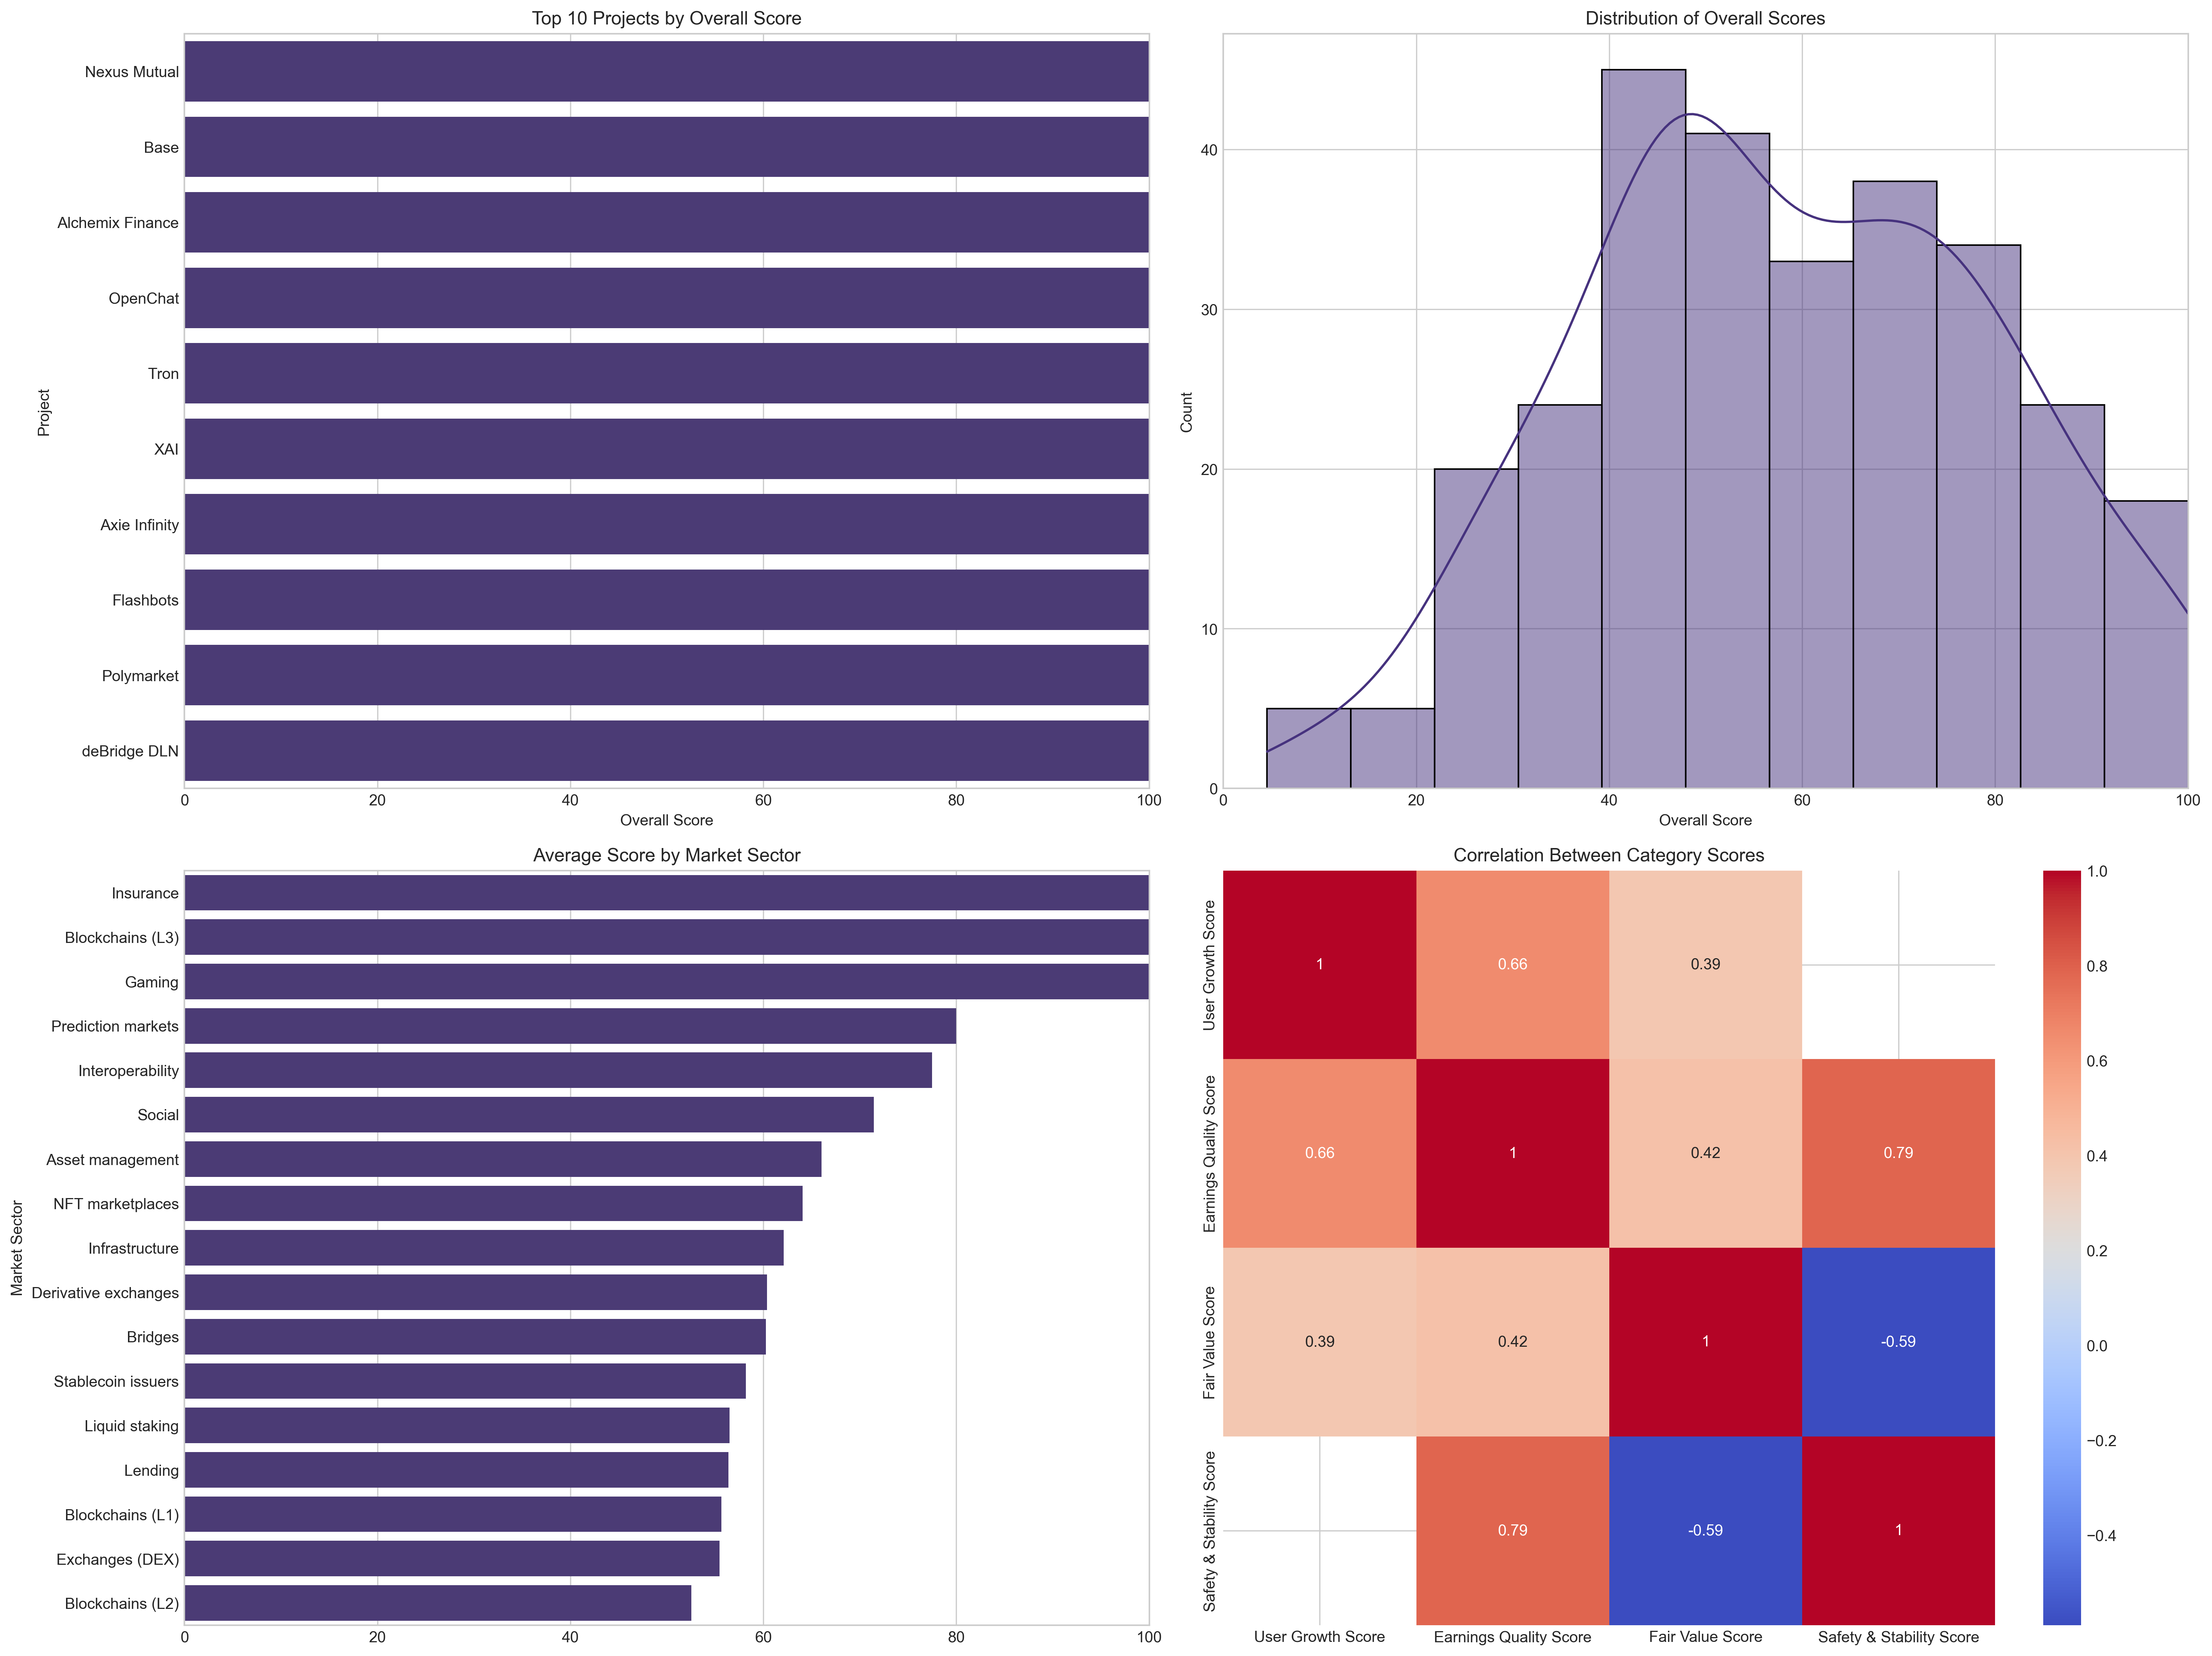 Top 10 Projects by Overall Score
Project
Nexus Mutual
Base
Alchemix Finance
OpenChat
Tron
XAI
Axie Infinity
Flashbots
Polymarket
deBridge DLN
0 20 40 60 80 100
Overall Score
Distribution of Overall Scores
Count
40
30
20
10
0
0 20 40 60 80 100
Overall Score
Average Score by Market Sector
Market Sector
Insurance
Blockchains (L3)
Gaming
Prediction markets
Interoperability
Social
Asset management
NFT marketplaces
Infrastructure
Derivative exchanges
Bridges
Stablecoin issuers
Liquid staking
Lending
Blockchains (L1)
Exchanges (DEX)
Blockchains (L2)
0 20 40 60 80 100
Correlation Between Category Scores
User Growth Score
1 0.66 0.39
Earnings Quality Score
0.66 1 0.42 0.79
Fair Value Score
0.39 0.42 1 -0.59
Safety & Stability Score
0.79 -0.59 1
User Growth Score Earnings Quality Score Fair Value Score Safety & Stability Score
1.0
0.8
0.6
0.4
0.2
0.0
−0.2
−0.4